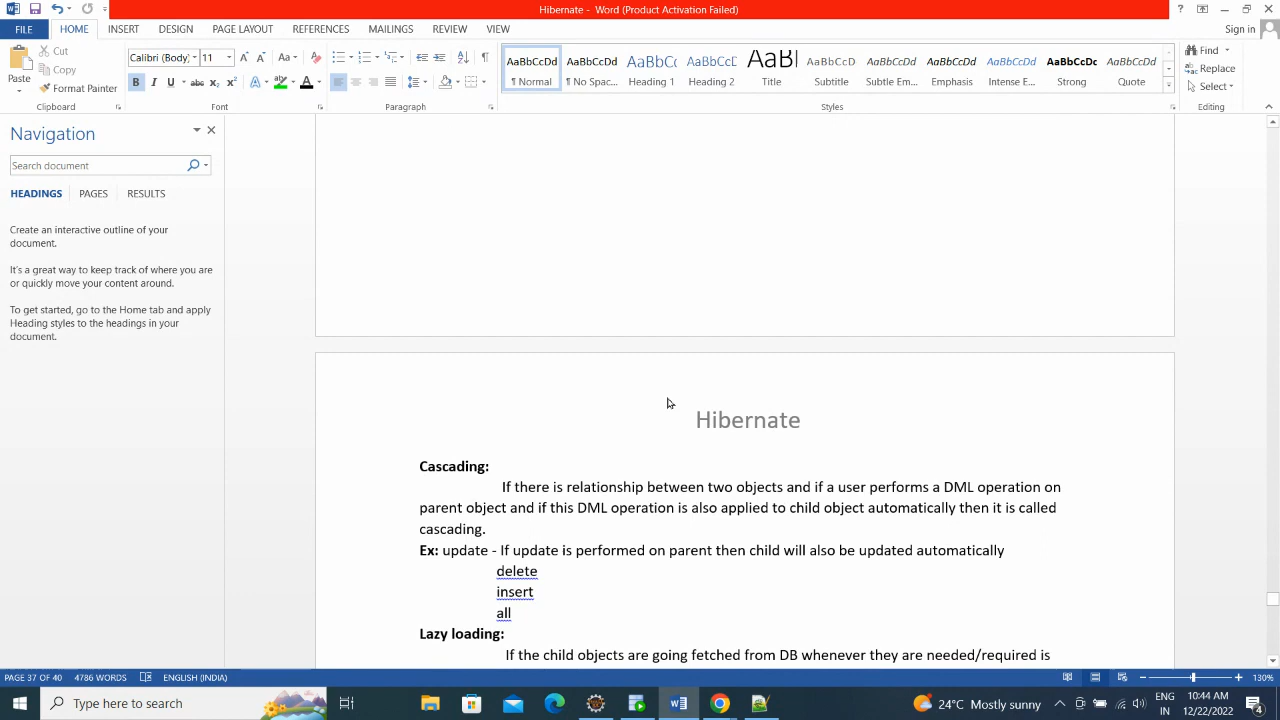 Hibernate - Word (Product Activation Failed)
FILE HOME INSERT DESIGN PAGE LAYOUT REFERENCES MAILINGS REVIEW VIEW Sign in
Cut
Copy
Format Painter
Paste
Clipboard
Calibri (Body) 11
Font
Paragraph
AaBbCcDd AaBbCcDd AaBbCc AaBbCcD AaBl AaBbCcDd AaBbCcDd AaBbCcDd AaBbCcDd AaBbCcDc AaBbCcDd
¶ Normal ¶ No Spac... Heading 1 Heading 2 Title Subtitle Subtle Em... Emphasis Intense E... Strong Quote
Styles
Find
Replace
Select
Editing
Navigation
Search document
HEADINGS PAGES RESULTS
Create an interactive outline of your
document.
It's a great way to keep track of where you are
or quickly move your content around.
To get started, go to the Home tab and apply
Heading styles to the headings in your
document.
Hibernate
Cascading:
If there is relationship between two objects and if a user performs a DML operation on
parent object and if this DML operation is also applied to child object automatically then it is called
cascading.
Ex: update - If update is performed on parent then child will also be updated automatically
delete
insert
all
Lazy loading:
If the child objects are going fetched from DB whenever they are needed/required is
PAGE 37 OF 40 4786 WORDS ENGLISH (INDIA) 130%
Type here to search
24°C Mostly sunny
ENG
IN
10:44 AM
12/22/2022
4